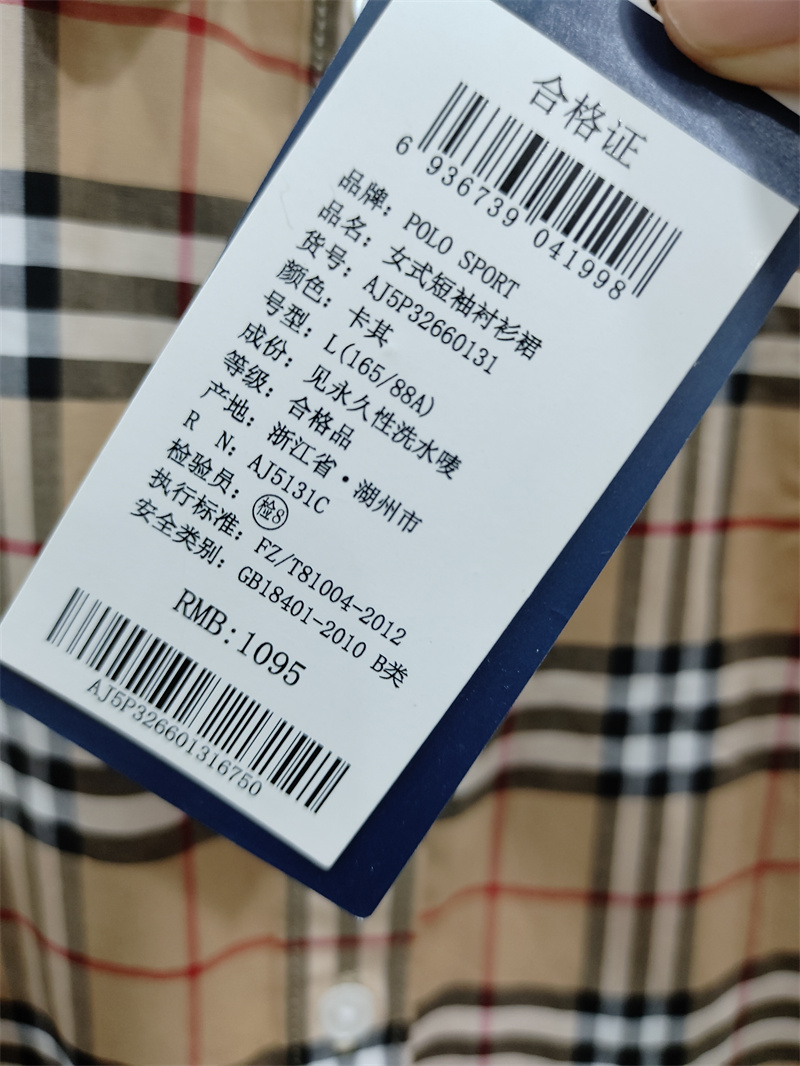 合格证
6 936739 041998
品牌: POLO SPORT
品名: 女式短袖衬衫裙
货号: AJ5P32660131
颜色: 卡其
号型: L(165/88A)
成份: 见永久性洗水唛
等级: 合格品
产地: 浙江省·湖州市
R N: AJ5131C
检验员: 检8
执行标准: FZ/T81004-2012
安全类别: GB18401-2010 B类
RMB:1095
AJ5P326601316750